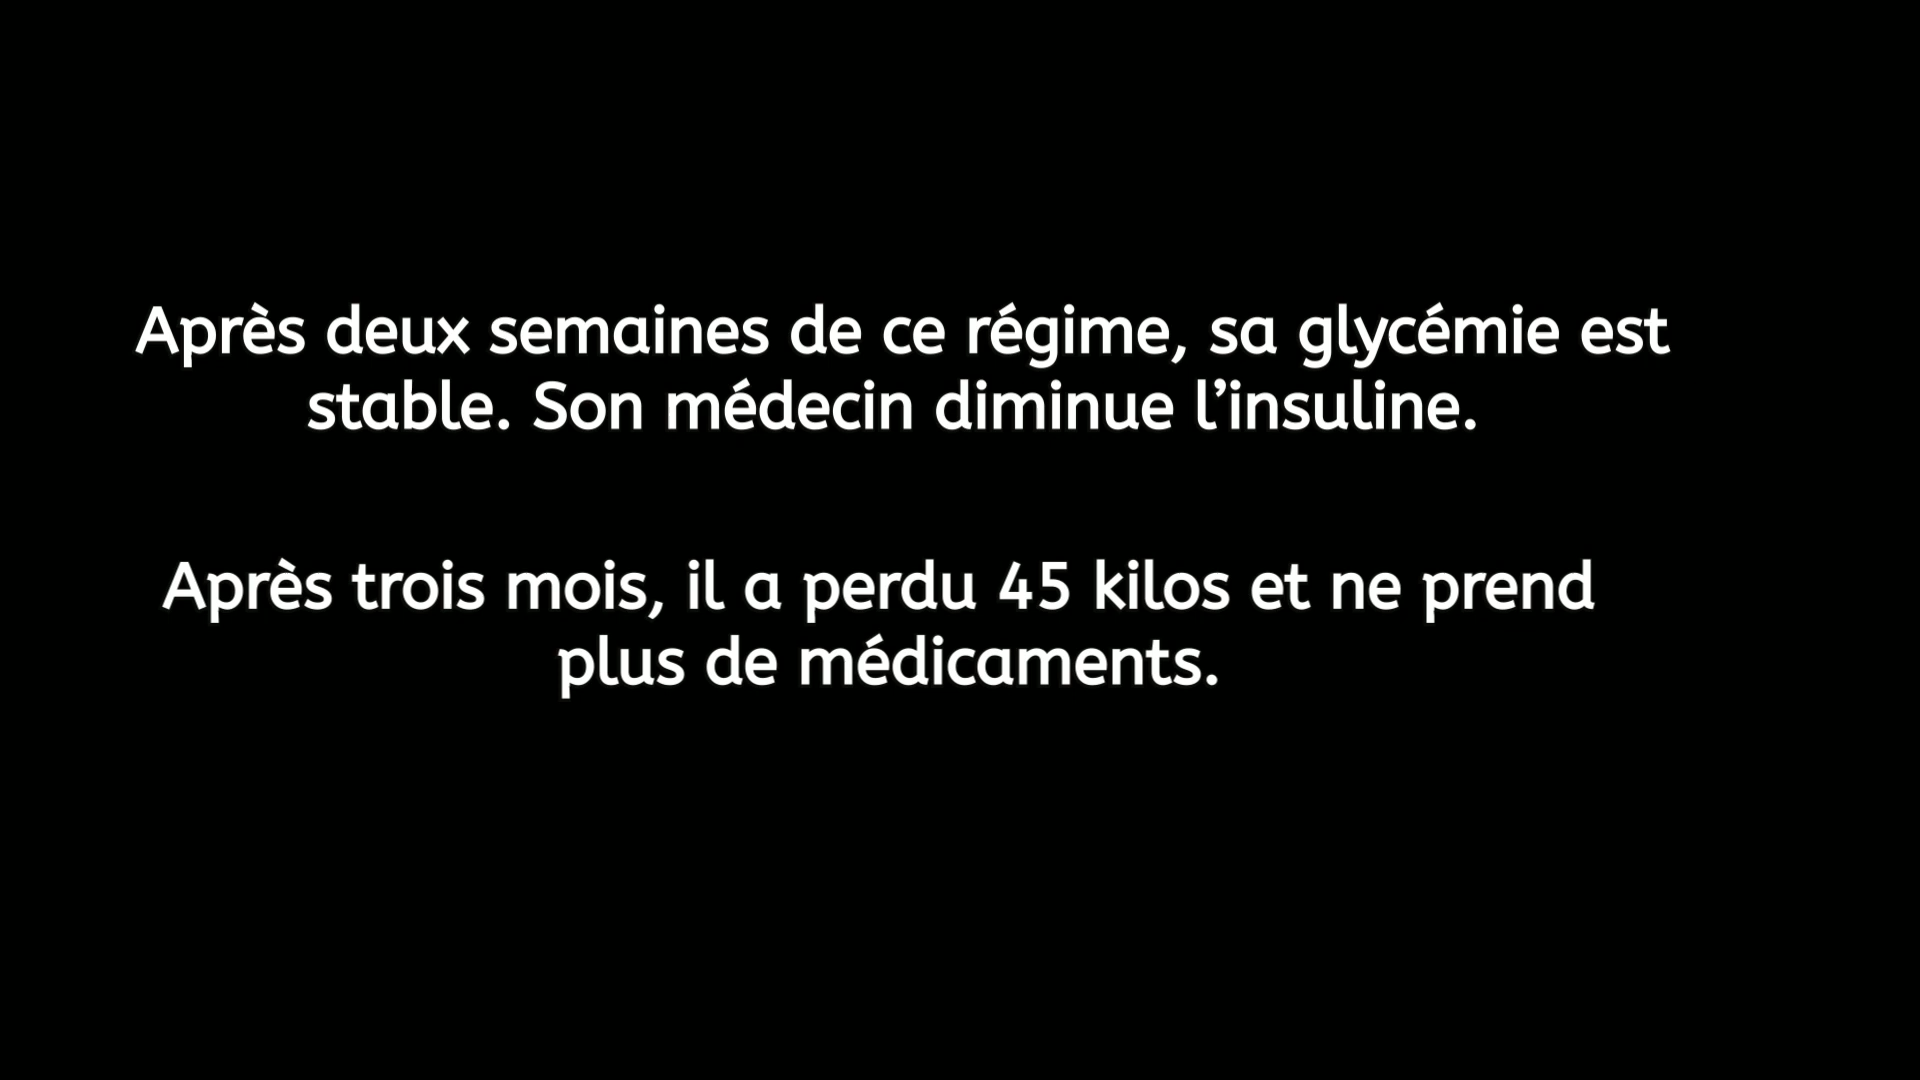 Après deux semaines de ce régime, sa glycémie est
stable. Son médecin diminue l’insuline.
Après trois mois, il a perdu 45 kilos et ne prend
plus de médicaments.